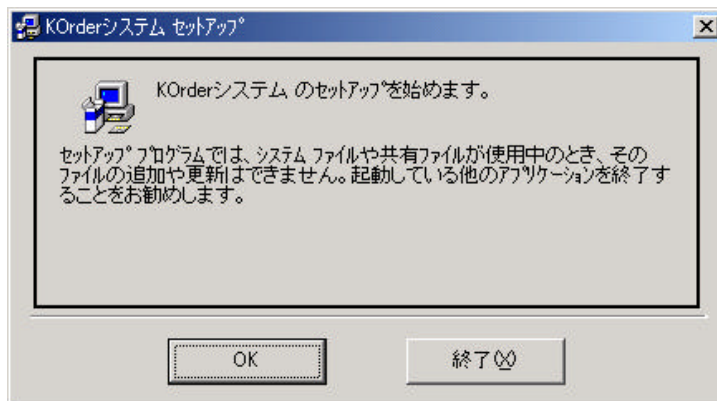 KOrderシステム セットアップ
KOrderシステム のセットアップを始めます。
セットアップ プログラムでは、システム ファイルや共有ファイルが使用中のとき、その
ファイルの追加や更新はできません。起動している他のアプリケーションを終了す
ることをお勧めします。
OK
終了(X)